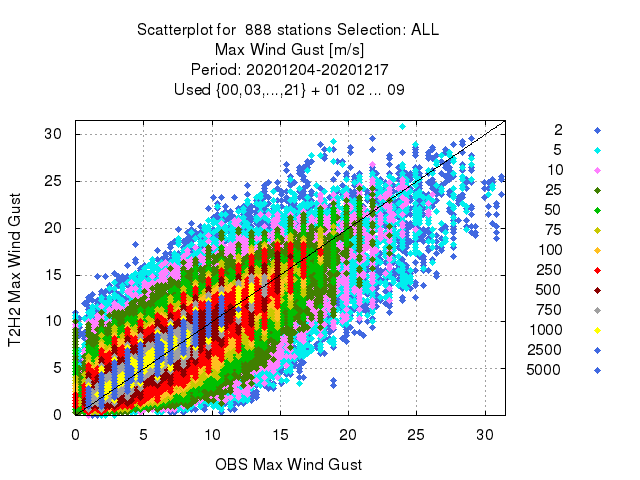 Scatterplot for  888 stations Selection: ALL
Max Wind Gust [m/s]
Period: 20201204-20201217
Used {00,03,...,21} + 01 02 ... 09
T2H2 Max Wind Gust
30
25
20
15
10
5
0
0 5 10 15 20 25 30
OBS Max Wind Gust
2
5
10
25
50
75
100
250
500
750
1000
2500
5000